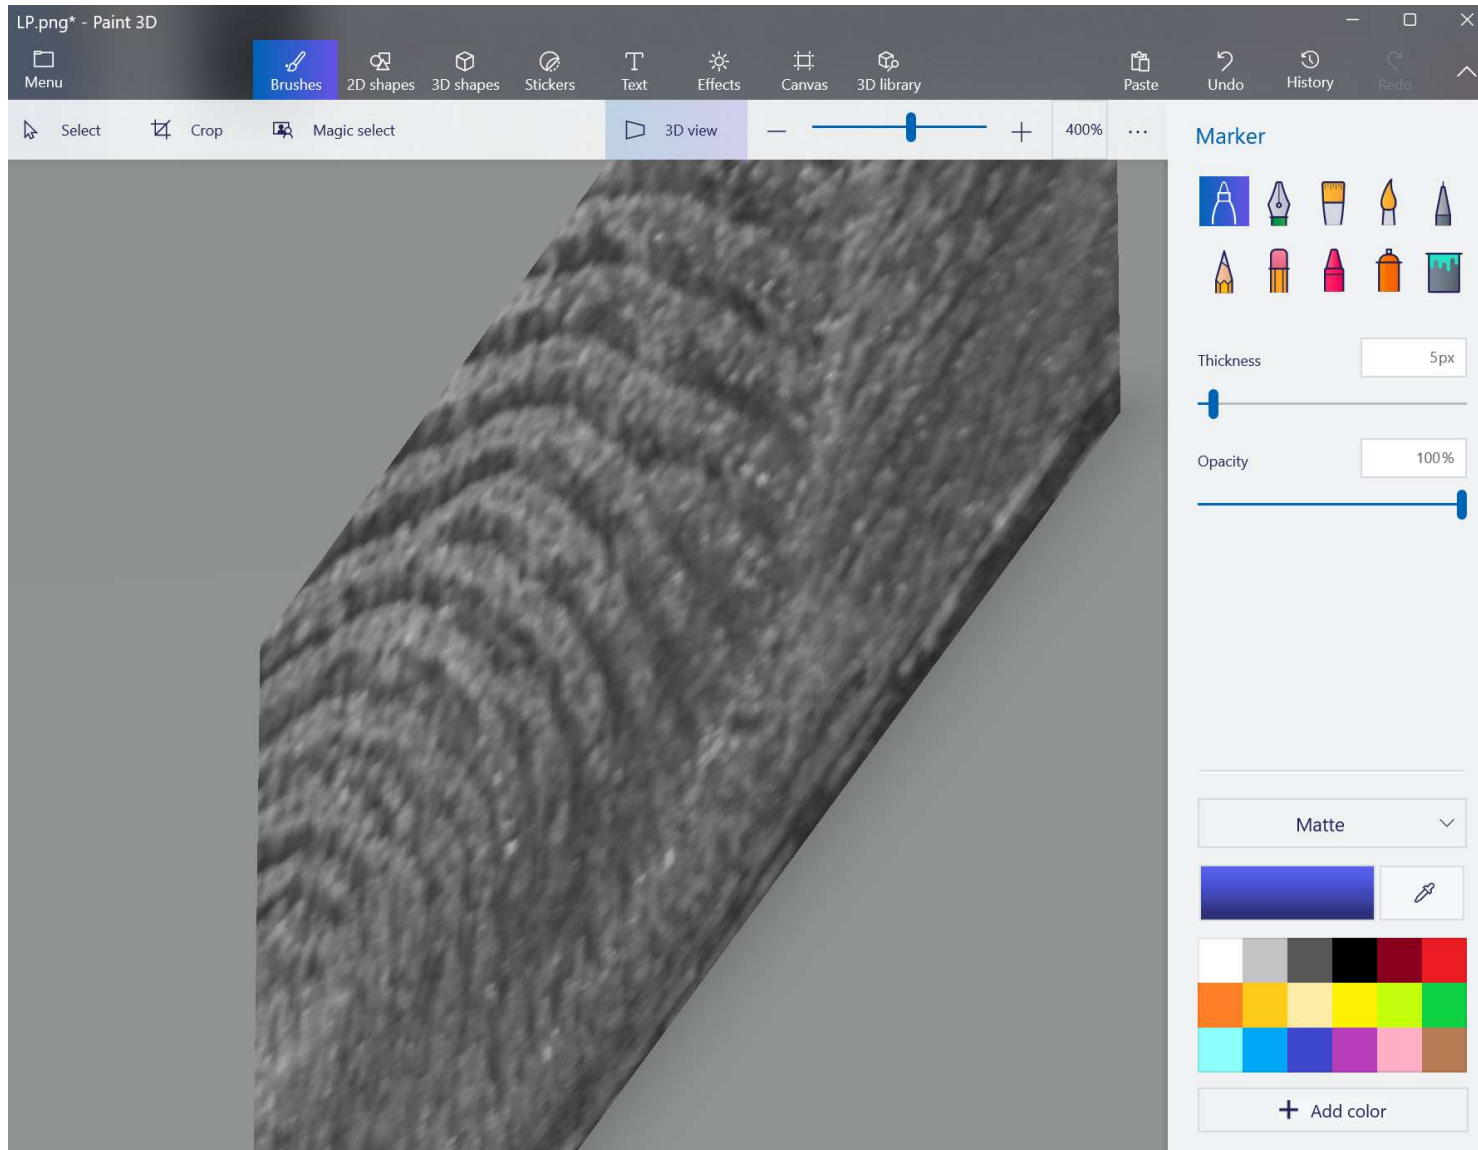 LP.png* - Paint 3D
Menu
Brushes
2D shapes
3D shapes
Stickers
Text
Effects
Canvas
3D library
Paste
Undo
History
Redo
Select
Crop
Magic select
3D view
400%
Marker
Thickness
5px
Opacity
100%
Matte
Add color